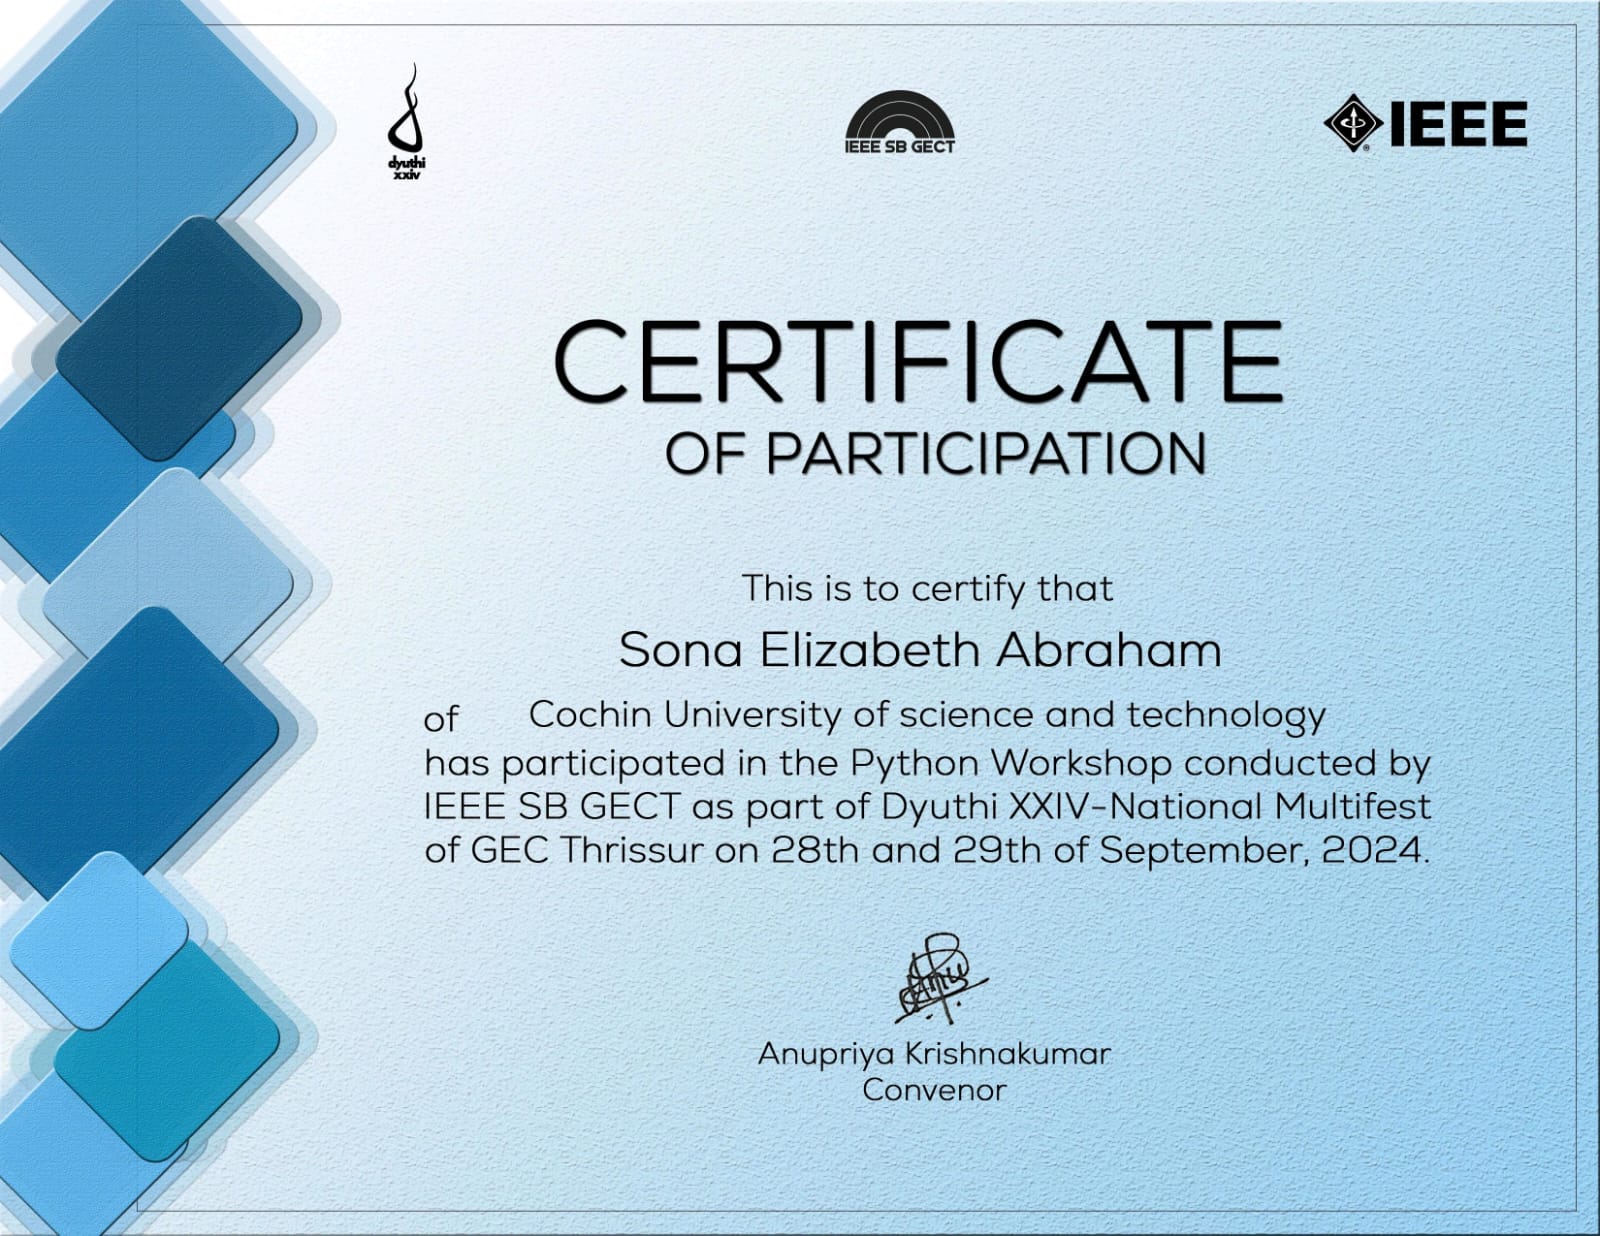 dyuthi
xxiv
IEEE SB GECT
IEEE
CERTIFICATE
OF PARTICIPATION
This is to certify that
Sona Elizabeth Abraham
of Cochin University of science and technology
has participated in the Python Workshop conducted by
IEEE SB GECT as part of Dyuthi XXIV-National Multifest
of GEC Thrissur on 28th and 29th of September, 2024.
Anupriya Krishnakumar
Convenor